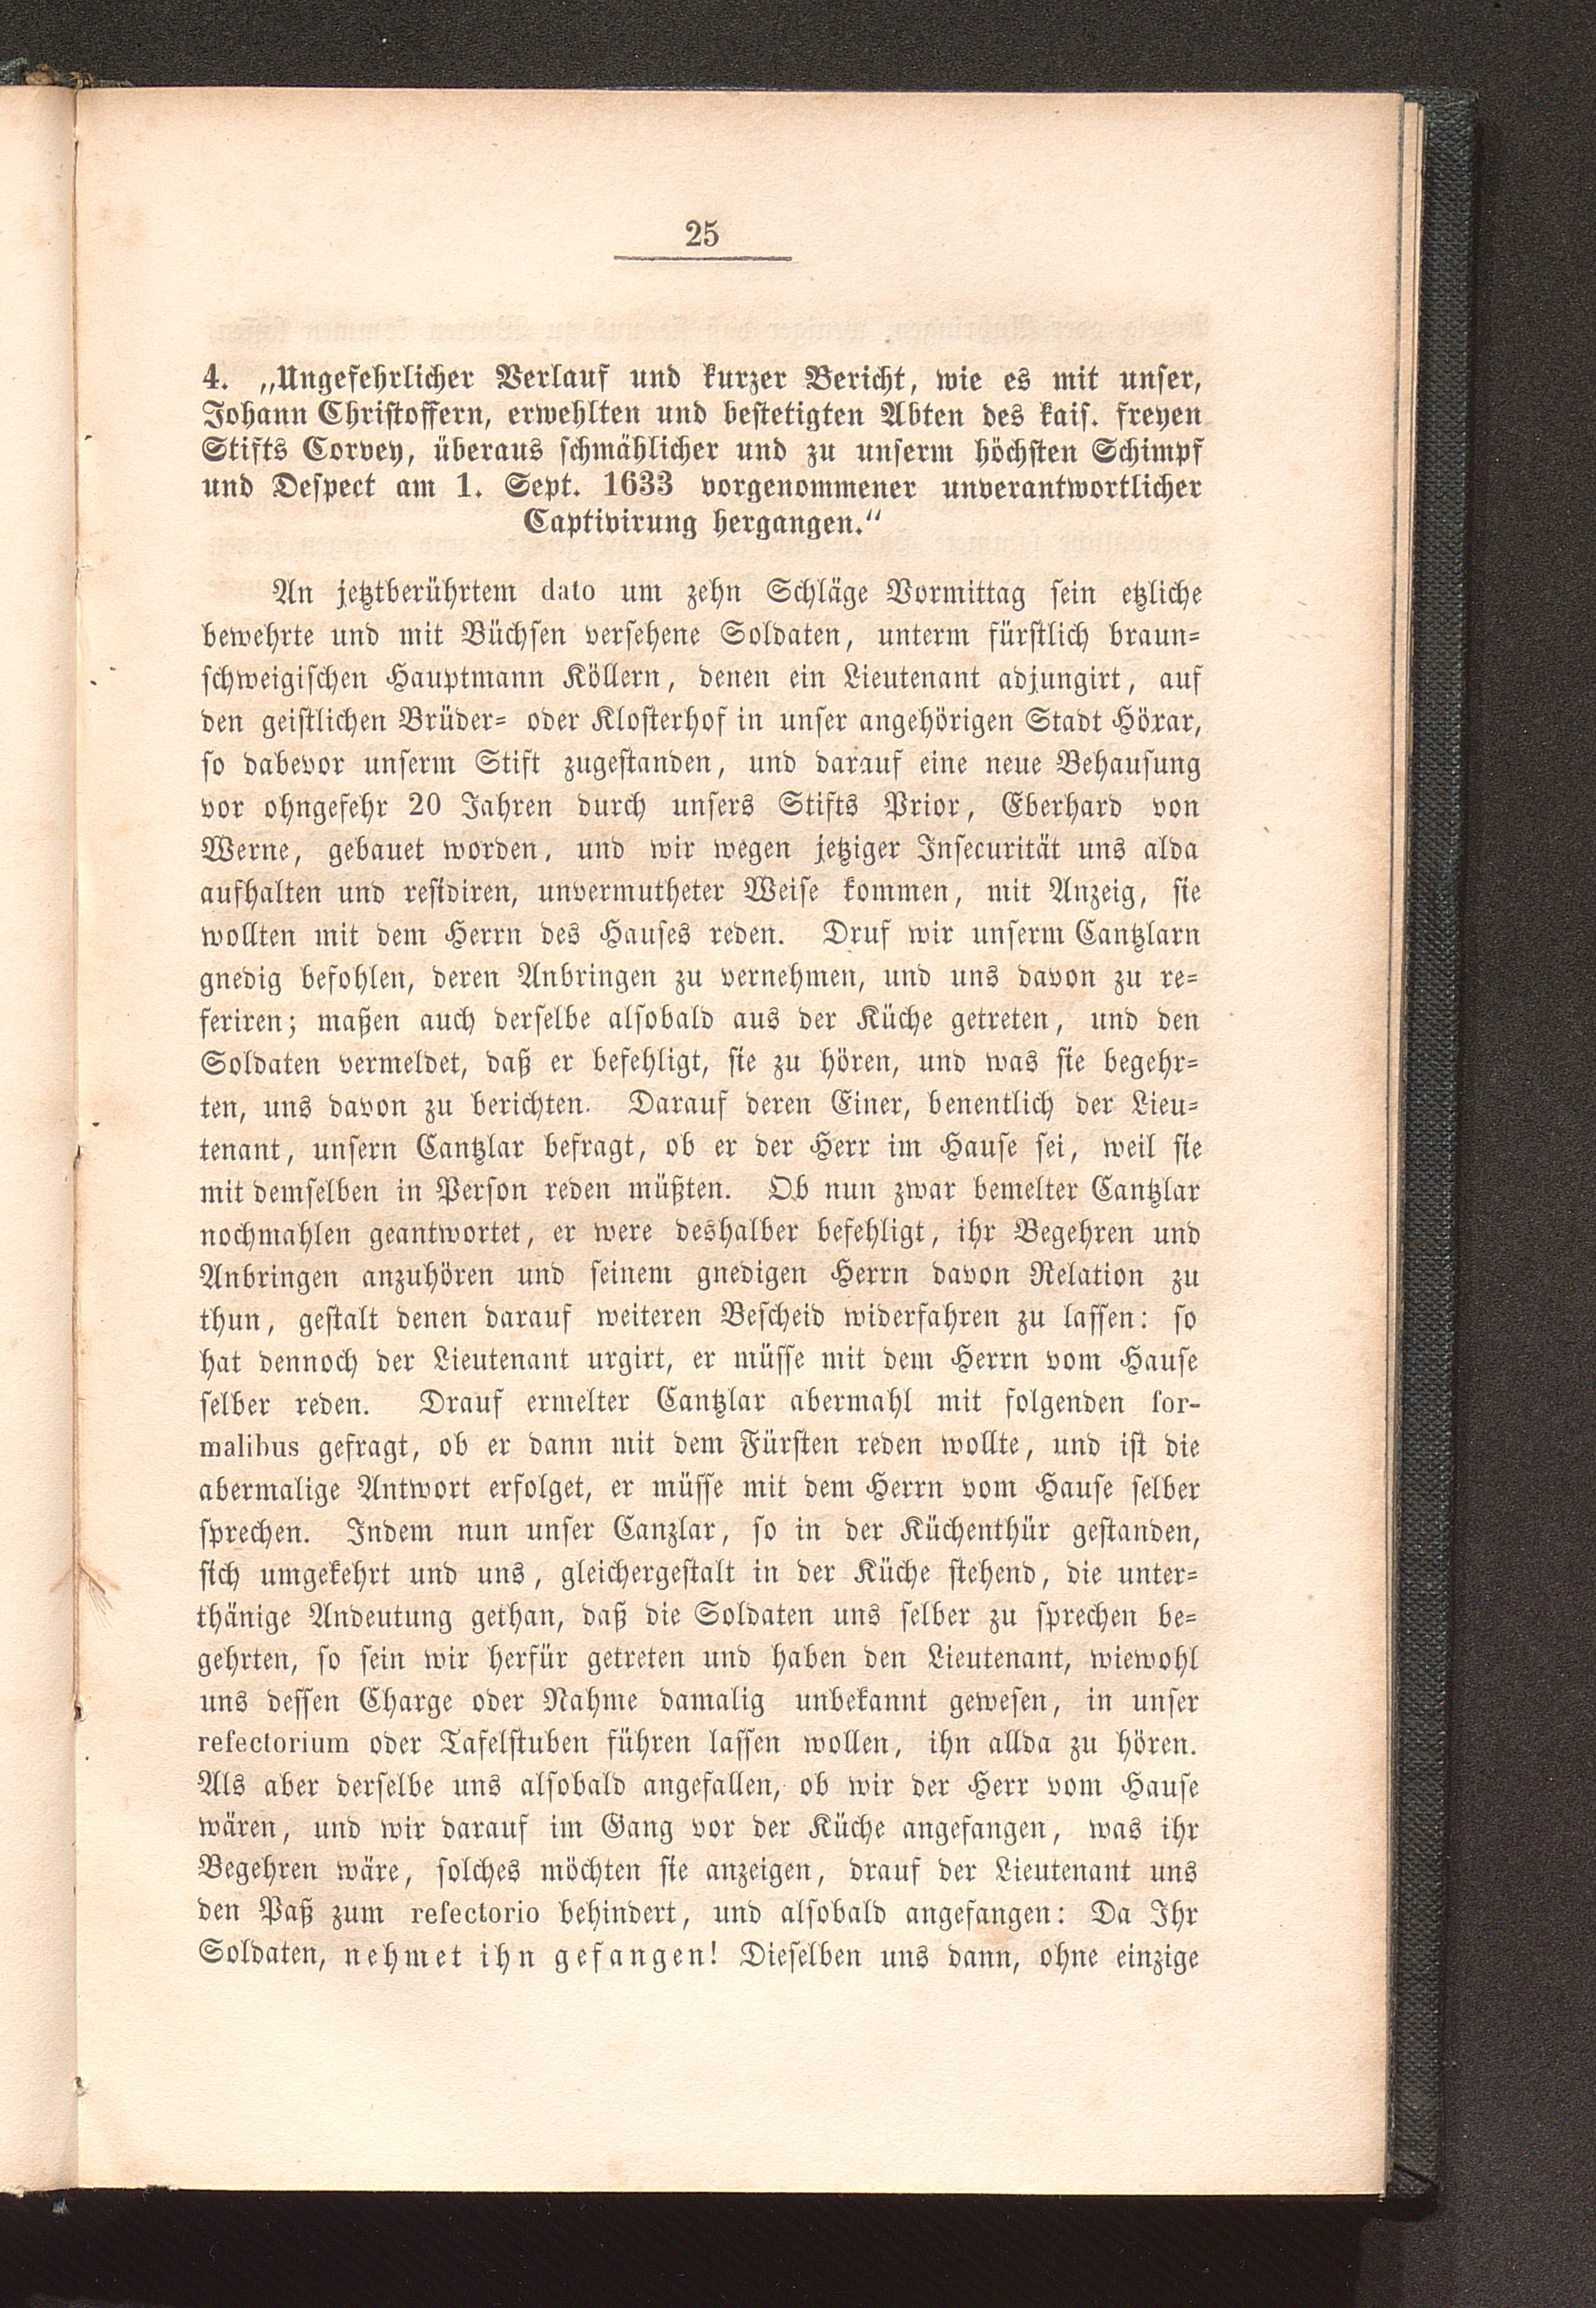 25
4. „Ungefehrlicher Verlauf und kurzer Bericht, wie es mit unser,
Johann Christoffern, erwehlten und bestetigten Abten des kais. freyen
Stifts Corvey, überaus schmählicher und zu unserm höchsten Schimpf
und Despect am 1. Sept. 1633 vorgenommener unverantwortlicher
Captivirung hergangen.“
An jetztberührtem dato um zehn Schläge Vormittag sein etzliche
bewehrte und mit Büchsen versehene Soldaten, unterm fürstlich braun-
schweigischen Hauptmann Köllern, denen ein Lieutenant adjungirt, auf
den geistlichen Brüder- oder Klosterhof in unser angehörigen Stadt Höxar,
so dabevor unserm Stift zugestanden, und darauf eine neue Behausung
vor ohngefehr 20 Jahren durch unsers Stifts Prior, Eberhard von
Werne, gebauet worden, und wir wegen jetziger Insecurität uns alda
aufhalten und residiren, unvermutheter Weise kommen, mit Anzeig, sie
wollten mit dem Herrn des Hauses reden. Druf wir unserm Cantzlarn
gnedig befohlen, deren Anbringen zu vernehmen, und uns davon zu re-
feriren; maßen auch derselbe alsobald aus der Küche getreten, und den
Soldaten vermeldet, daß er befehligt, sie zu hören, und was sie begehr-
ten, uns davon zu berichten. Darauf deren Einer, benentlich der Lieu-
tenant, unsern Cantzlar befragt, ob er der Herr im Hause sei, weil sie
mit demselben in Person reden müßten. Ob nun zwar bemelter Cantzlar
nochmahlen geantwortet, er were deshalber befehligt, ihr Begehren und
Anbringen anzuhören und seinem gnedigen Herrn davon Relation zu
thun, gestalt denen darauf weiteren Bescheid widerfahren zu lassen: so
hat dennoch der Lieutenant urgirt, er müsse mit dem Herrn vom Hause
selber reden. Drauf ermelter Cantzlar abermahl mit folgenden for-
malibus gefragt, ob er dann mit dem Fürsten reden wollte, und ist die
abermalige Antwort erfolget, er müsse mit dem Herrn vom Hause selber
sprechen. Indem nun unser Canzlar, so in der Küchenthür gestanden,
sich umgekehrt und uns, gleichergestalt in der Küche stehend, die unter-
thänige Andeutung gethan, daß die Soldaten uns selber zu sprechen be-
gehrten, so sein wir herfür getreten und haben den Lieutenant, wiewohl
uns dessen Charge oder Nahme damalig unbekannt gewesen, in unser
refectorium oder Tafelstuben führen lassen wollen, ihn allda zu hören.
Als aber derselbe uns alsobald angefallen, ob wir der Herr vom Hause
wären, und wir darauf im Gang vor der Küche angefangen, was ihr
Begehren wäre, solches möchten sie anzeigen, drauf der Lieutenant uns
den Paß zum refectorio behindert, und alsobald angefangen: Da Ihr
Soldaten, nehmet ihn gefangen! Dieselben uns dann, ohne einzige